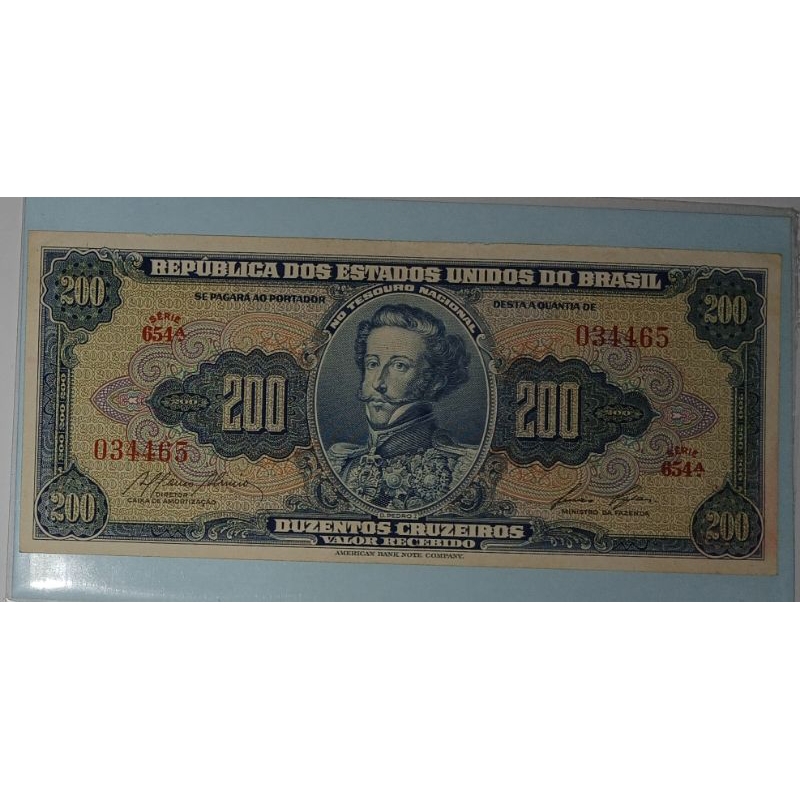 REPÚBLICA DOS ESTADOS UNIDOS DO BRASIL
200
200
SE PAGARÁ AO PORTADOR
NO TESOURO NACIONAL
DESTA A QUANTIA DE
SÉRIE
654ª
034465
200
200
034465
SÉRIE
654ª
DIRETOR
CAIXA DE AMORTIZAÇÃO
MINISTRO DA FAZENDA
D. PEDRO I
200
200
DUZENTOS CRUZEIROS
VALOR RECEBIDO
AMERICAN BANK NOTE COMPANY.